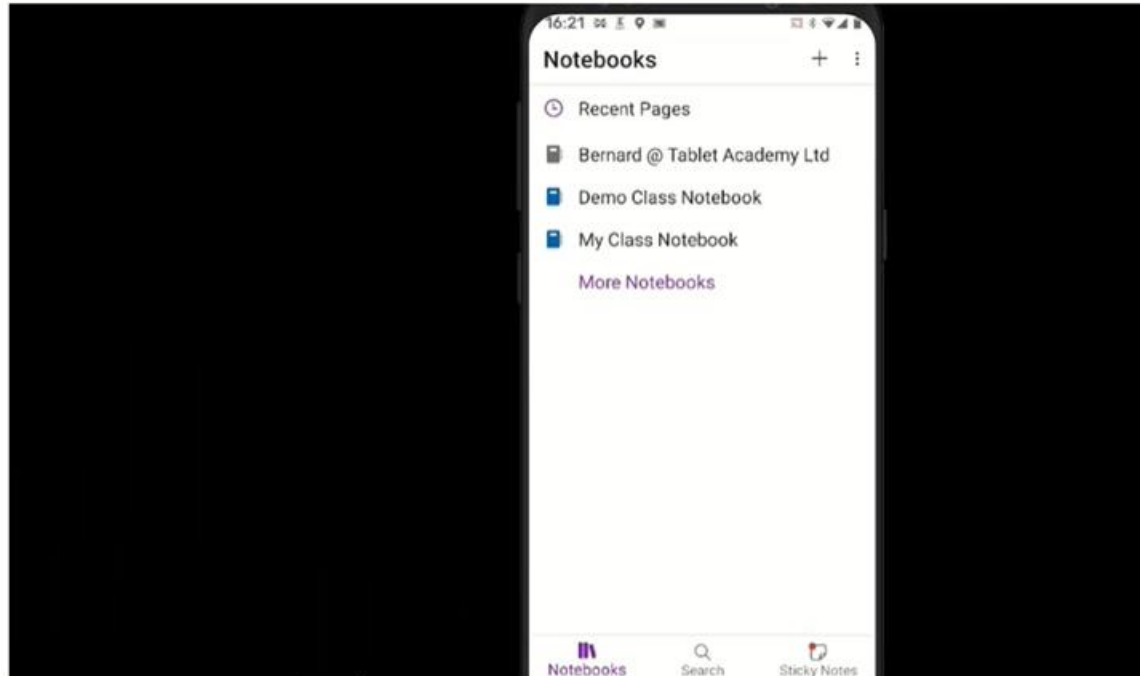 16:21
Notebooks
Recent Pages
Bernard @ Tablet Academy Ltd
Demo Class Notebook
My Class Notebook
More Notebooks
Notebooks Search Sticky Notes